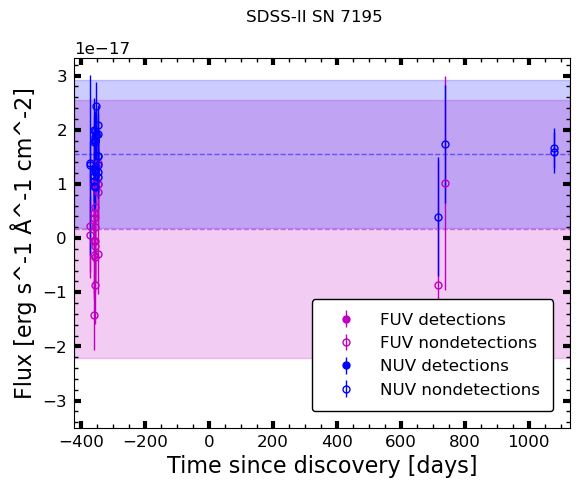 SDSS-II SN 7195
1e−17
3
2
1
0
−1
−2
−3
Flux [erg s^-1 Å^-1 cm^-2]
FUV detections
FUV nondetections
NUV detections
NUV nondetections
−400 −200 0 200 400 600 800 1000
Time since discovery [days]